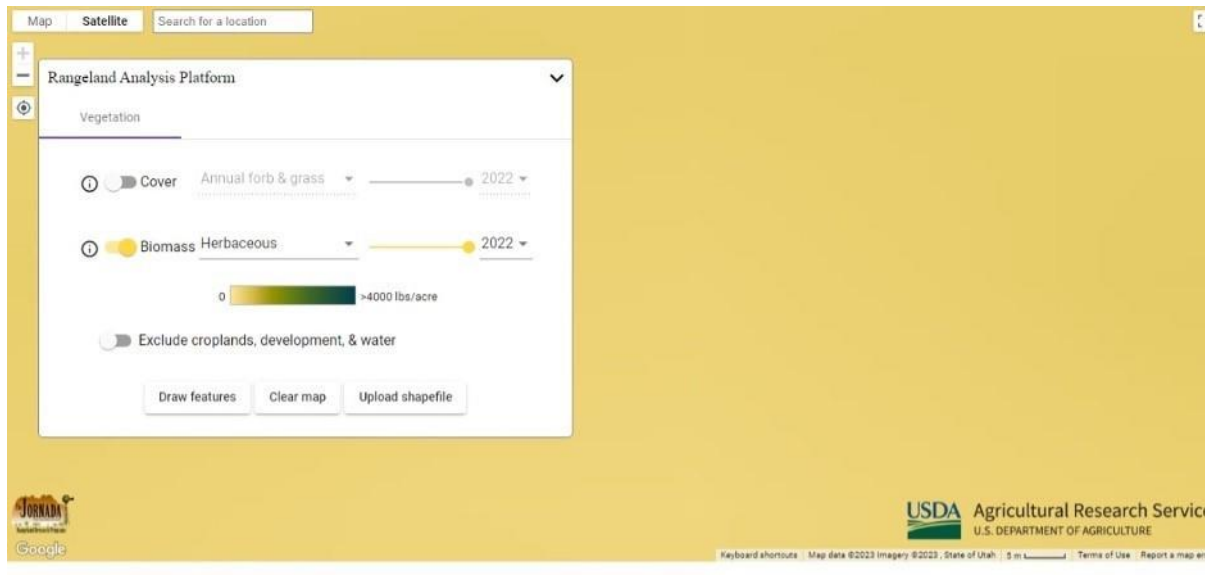 Map Satellite Search for a location
Rangeland Analysis Platform
Vegetation
Cover Annual forb & grass 2022
Biomass Herbaceous 2022
0 >4000 lbs/acre
Exclude croplands, development, & water
Draw features Clear map Upload shapefile
JORNADA
USDA Agricultural Research Service
U.S. DEPARTMENT OF AGRICULTURE
Google
Keyboard shortcuts Map data ©2023 Imagery ©2023 , State of Utah 5 m Terms of Use Report a map er